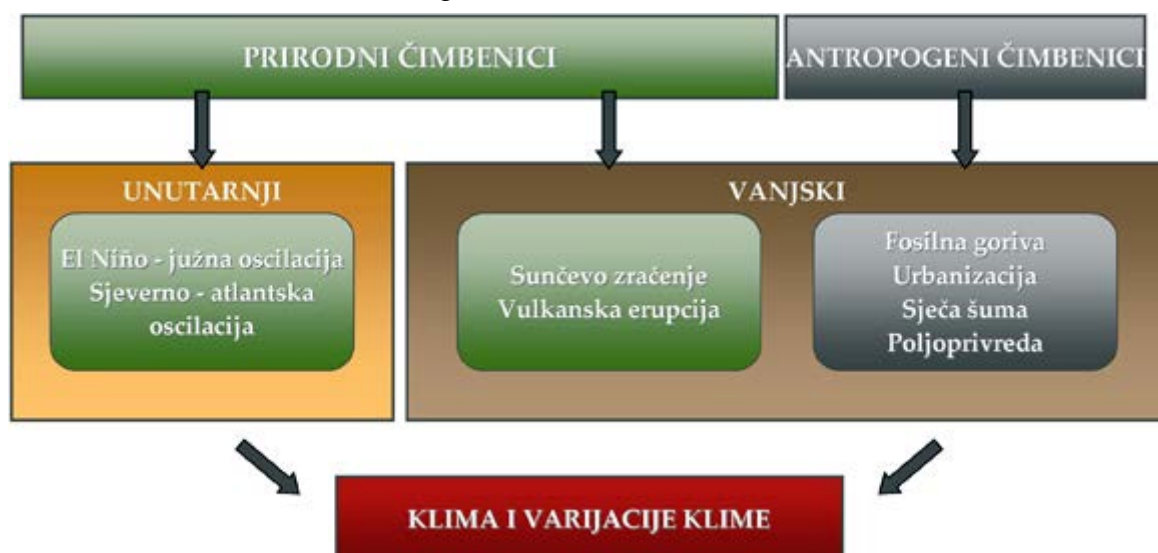 PRIRODNI ČIMBENICI
ANTROPOGENI ČIMBENICI
UNUTARNJI
El Niño - južna oscilacija
Sjeverno - atlantska
oscilacija
VANJSKI
Sunčevo zračenje
Vulkanska erupcija
Fosilna goriva
Urbanizacija
Sječa šuma
Poljoprivreda
KLIMA I VARIJACIJE KLIME